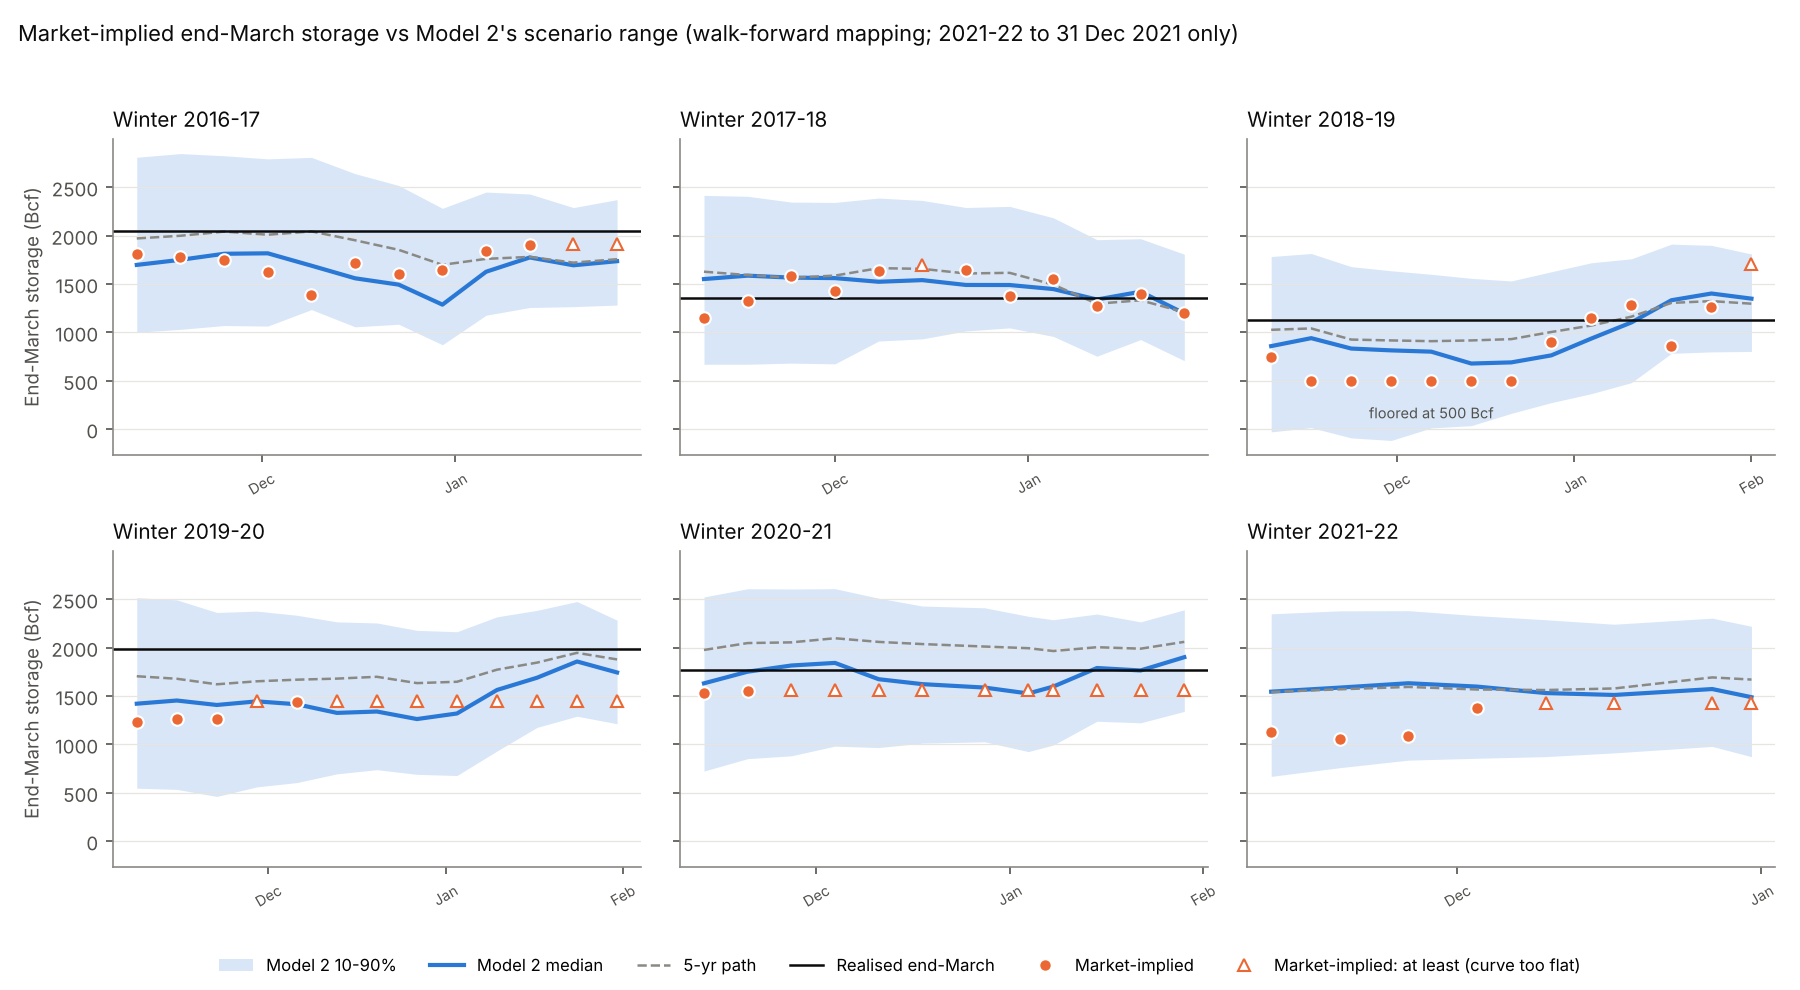 Market-implied end-March storage vs Model 2's scenario range (walk-forward mapping; 2021-22 to 31 Dec 2021 only)
Winter 2016-17
Winter 2017-18
Winter 2018-19
End-March storage (Bcf)
2500
2000
1500
1000
500
0
floored at 500 Bcf
Dec
Jan
Dec
Jan
Dec
Jan
Feb
Winter 2019-20
Winter 2020-21
Winter 2021-22
End-March storage (Bcf)
2500
2000
1500
1000
500
0
Dec
Jan
Feb
Dec
Jan
Feb
Dec
Jan
Model 2 10-90%
Model 2 median
5-yr path
Realised end-March
Market-implied
Market-implied: at least (curve too flat)